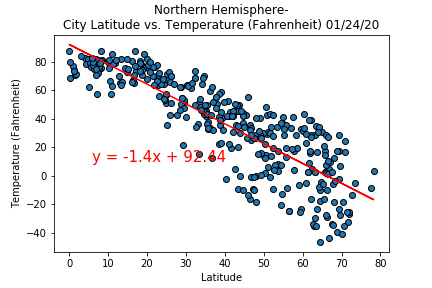 Northern Hemisphere-
City Latitude vs. Temperature (Fahrenheit) 01/24/20
Temperature (Fahrenheit)
80
60
40
20
0
−20
−40
y = -1.4x + 92.44
0 10 20 30 40 50 60 70 80
Latitude